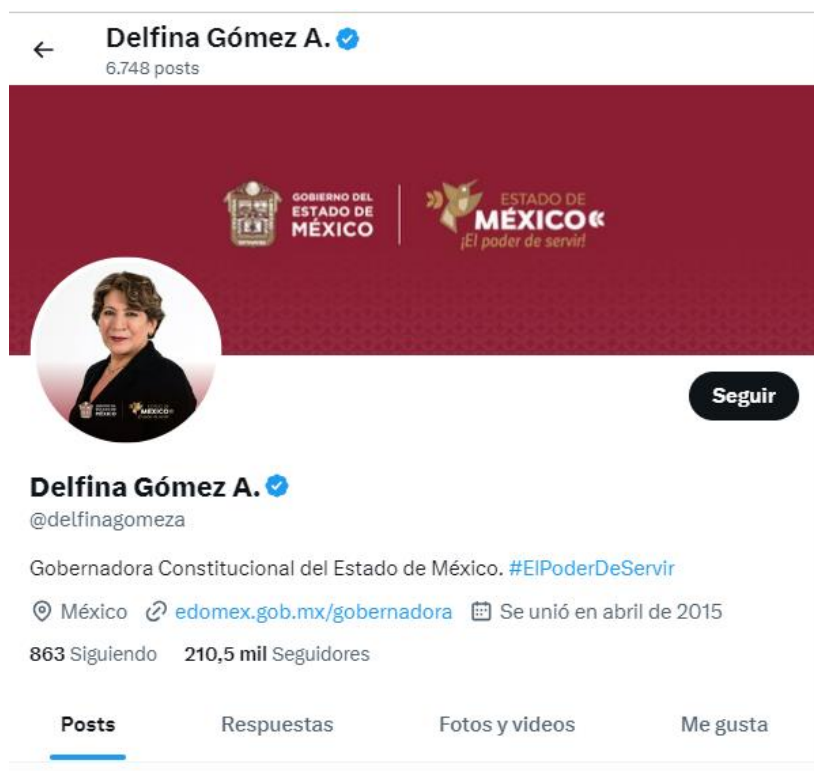 Delfina Gómez A.
6.748 posts
GOBIERNO DEL
ESTADO DE
MÉXICO
ESTADO DE
MÉXICO
¡El poder de servir!
Seguir
Delfina Gómez A.
@delfinagomeza
Gobernadora Constitucional del Estado de México. #ElPoderDeServir
México edomex.gob.mx/gobernadora Se unió en abril de 2015
863 Siguiendo 210,5 mil Seguidores
Posts Respuestas Fotos y videos Me gusta